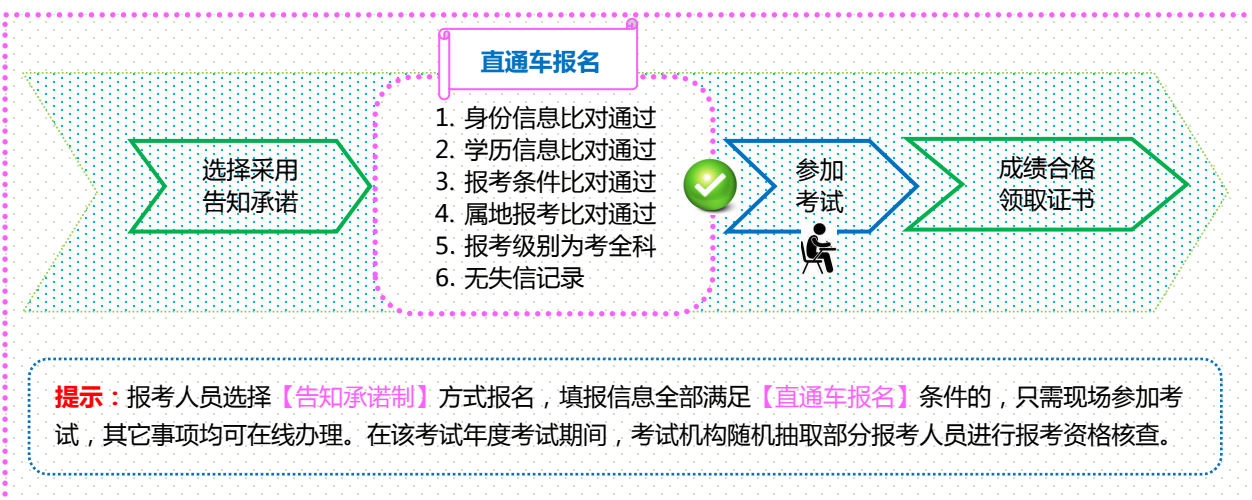 直通车报名
选择采用
告知承诺
1. 身份信息比对通过
2. 学历信息比对通过
3. 报考条件比对通过
4. 属地报考比对通过
5. 报考级别为考全科
6. 无失信记录
参加
考试
成绩合格
领取证书
提示：报考人员选择【告知承诺制】方式报名，填报信息全部满足【直通车报名】条件的，只需现场参加考
试，其它事项均可在线办理。在该考试年度考试期间，考试机构随机抽取部分报考人员进行报考资格核查。